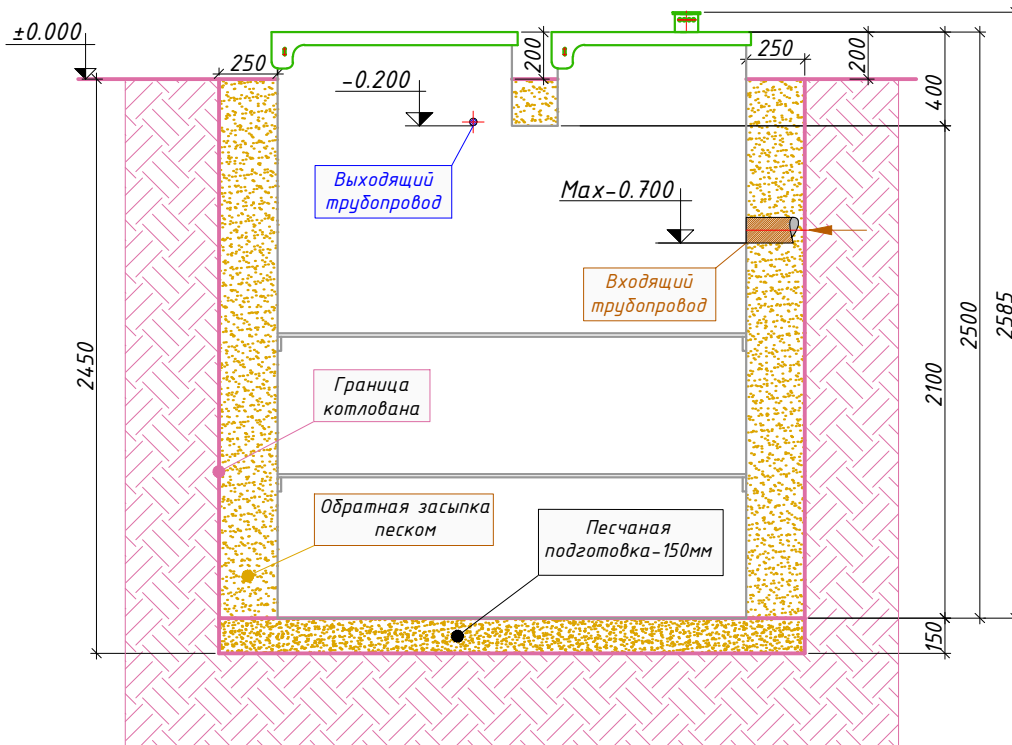 ±0.000
250
200
250
200
400
-0.200
Выходящий
трубопровод
Max-0.700
Входящий
трубопровод
2450
2100
2500
2585
Граница
котлована
Обратная засыпка
песком
Песчаная
подготовка-150мм
150